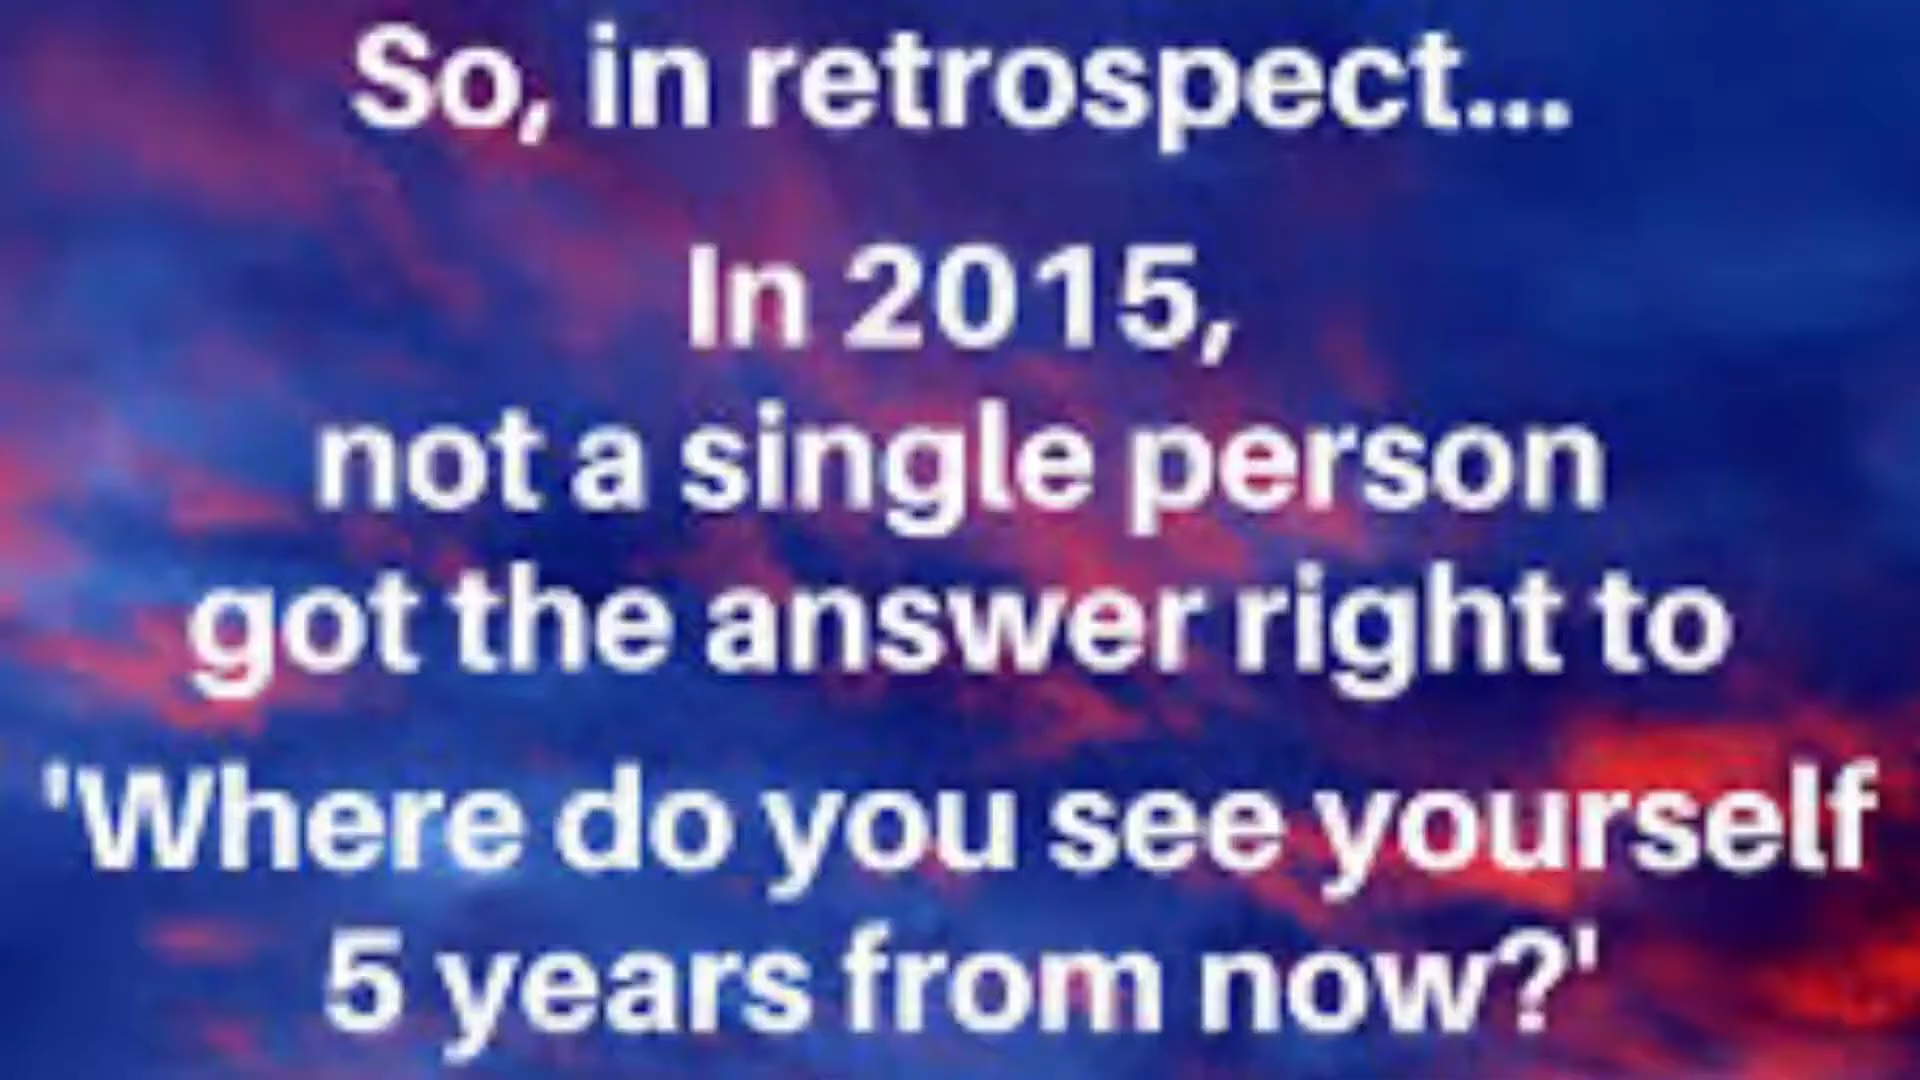 So, in retrospect...
In 2015,
not a single person
got the answer right to
'Where do you see yourself
5 years from now?'